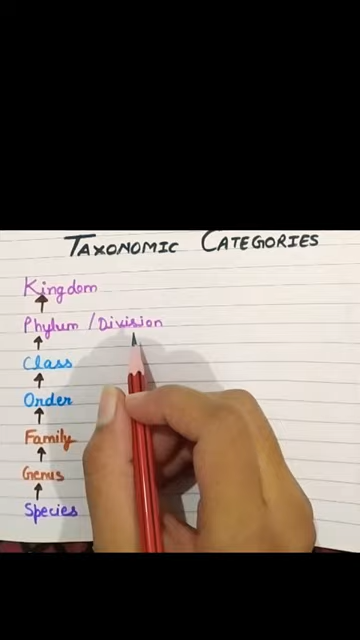 TAXONOMIC CATEGORIES
Kingdom
Phylum / Division
Class
Order
Family
Genus
Species